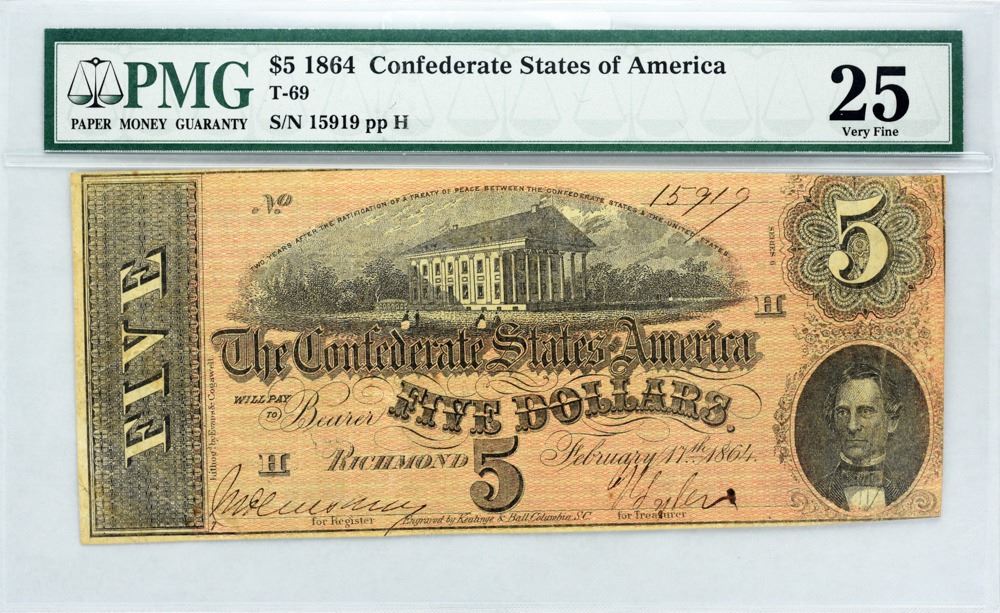 PMG
PAPER MONEY GUARANTY
$5 1864 Confederate States of America
T-69
S/N 15919 pp H
25
Very Fine
No 15919
TWO YEARS AFTER THE RATIFICATION OF A TREATY OF PEACE BETWEEN THE CONFEDERATE STATES & THE UNITED STATES
5
SERIES
H
FIVE
The Confederate States of America
WILL PAY TO Bearer FIVE DOLLARS.
H
RICHMOND 5 February 17th 1864.
for Register
Engraved by Keatinge & Ball, Columbia, S.C
for Treasurer